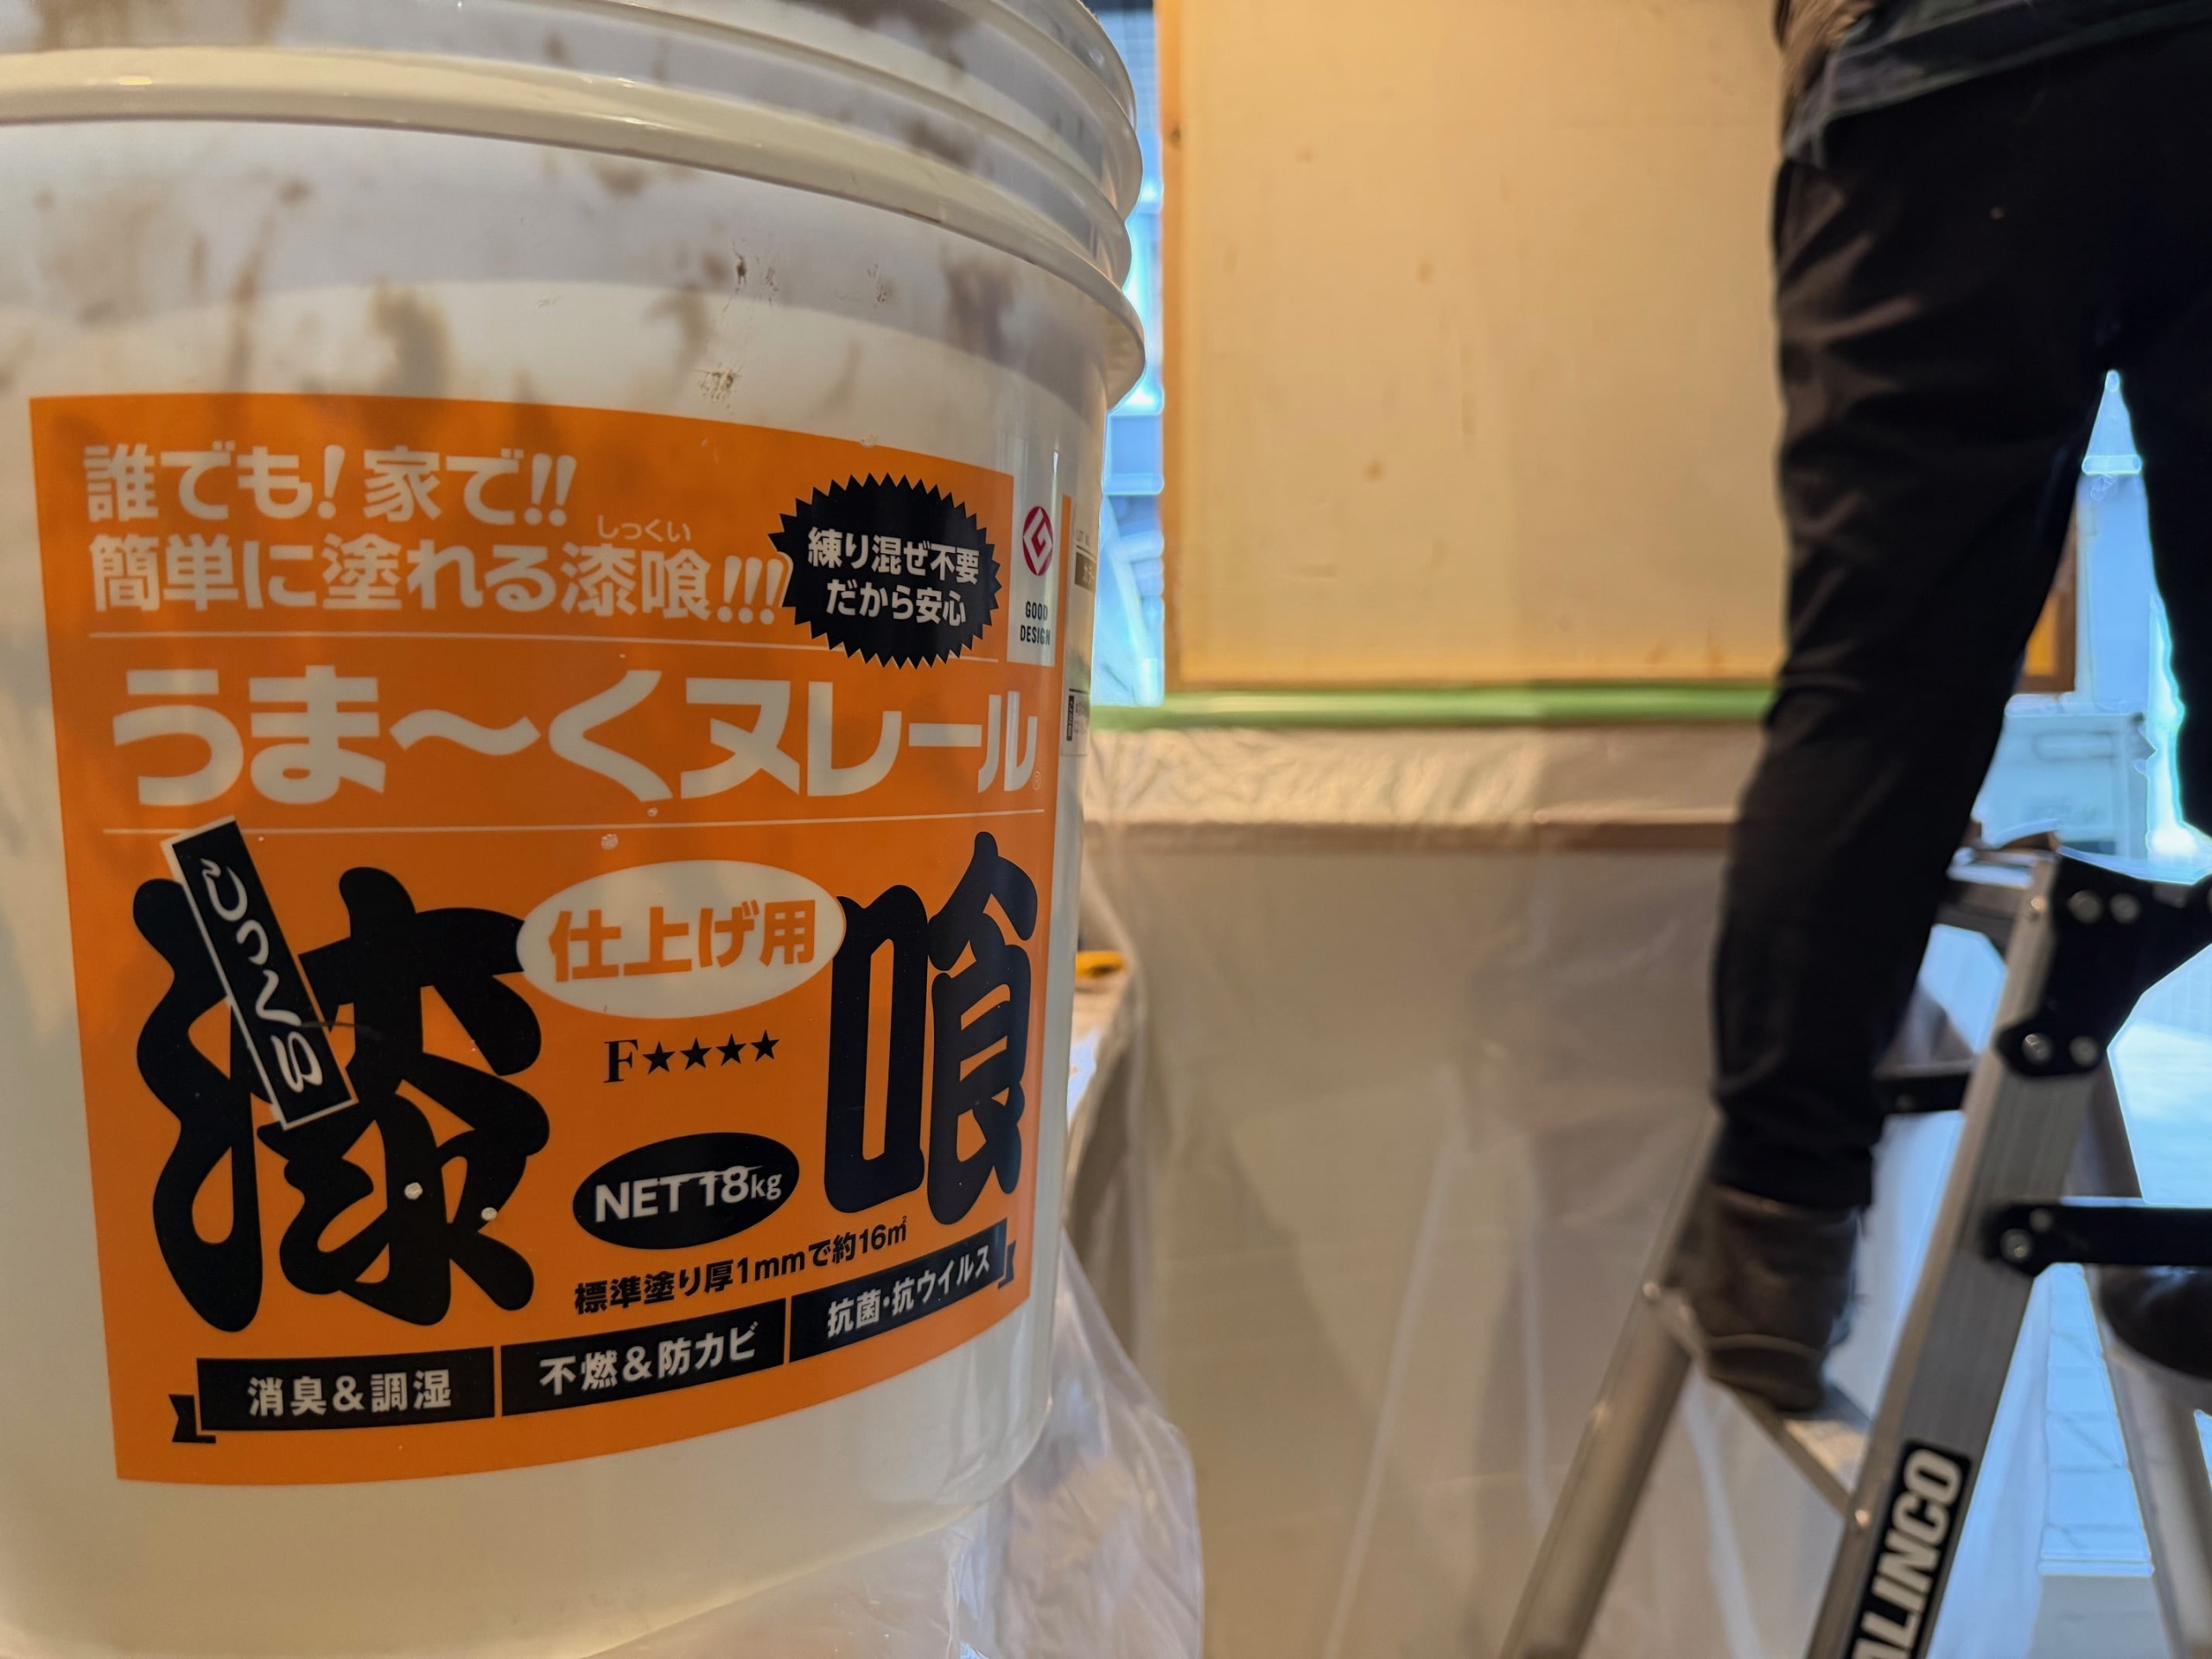 誰でも！家で!!
しっくい
簡単に塗れる漆喰!!!
練り混ぜ不要
だから安心
GOOD
DESIGN
うま〜くヌレール®
しっくい
漆喰
仕上げ用
F★★★★
NET 18kg
標準塗り厚1mmで約16㎡
消臭&調湿
不燃&防カビ
抗菌・抗ウイルス
ALINCO